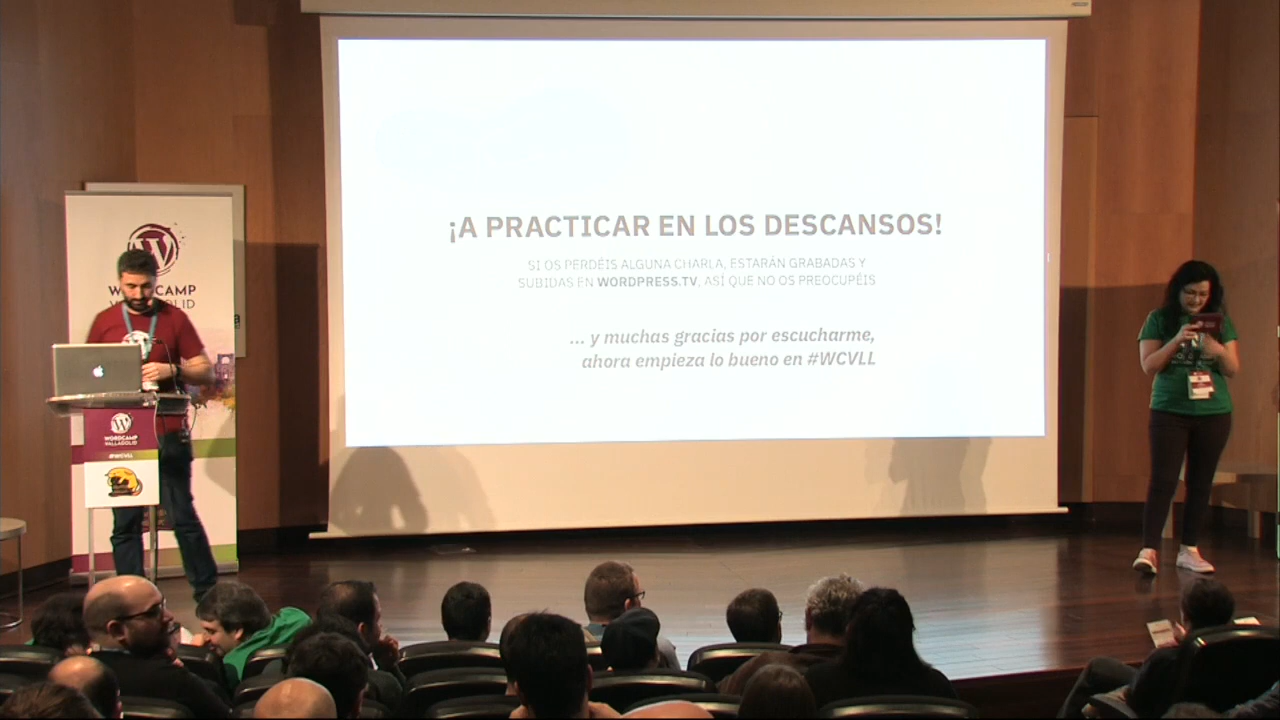 ¡A PRACTICAR EN LOS DESCANSOS!
SI OS PERDÉIS ALGUNA CHARLA, ESTARÁN GRABADAS Y
SUBIDAS EN WORDPRESS.TV, ASÍ QUE NO OS PREOCUPÉIS
... y muchas gracias por escucharme,
ahora empieza lo bueno en #WCVLL
WORDCAMP
VALLADOLID
#WCVLL